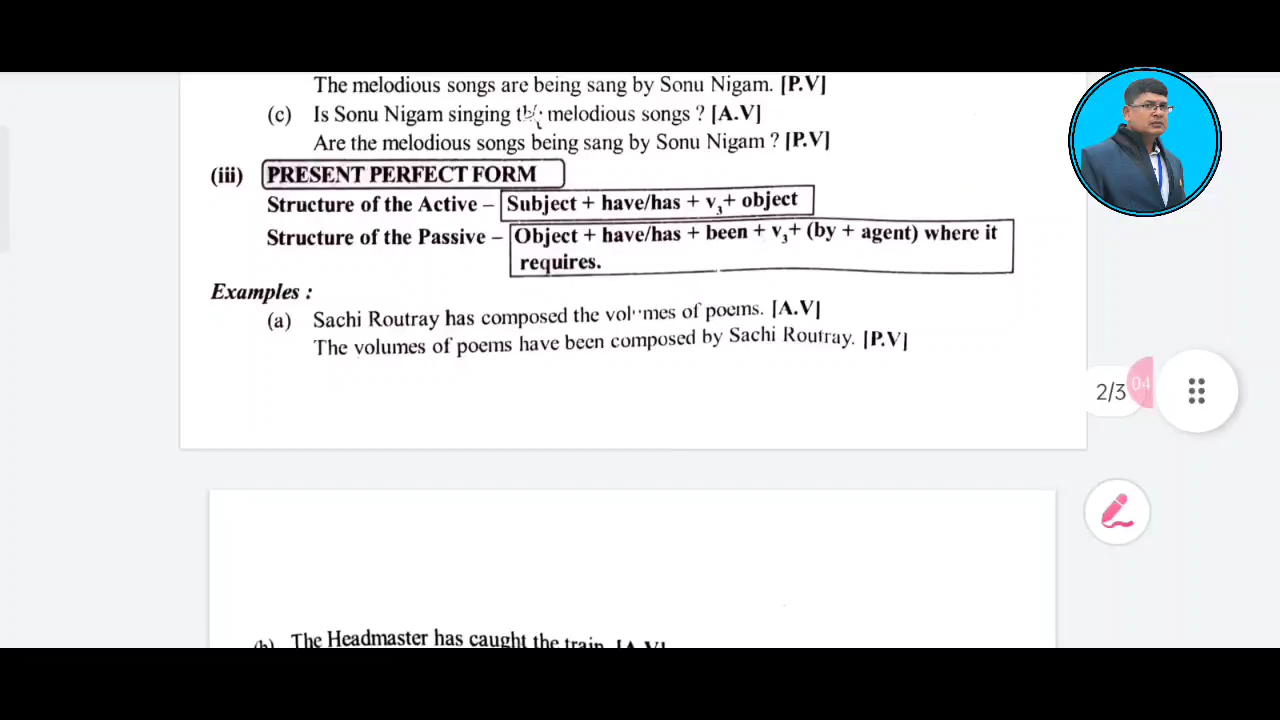 The melodious songs are being sang by Sonu Nigam. [P.V]
(c) Is Sonu Nigam singing the melodious songs ? [A.V]
Are the melodious songs being sang by Sonu Nigam ? [P.V]
(iii) PRESENT PERFECT FORM
Structure of the Active – Subject + have/has + v₃+ object
Structure of the Passive – Object + have/has + been + v₃+ (by + agent) where it
requires.
Examples :
(a) Sachi Routray has composed the volumes of poems. [A.V]
The volumes of poems have been composed by Sachi Routray. [P.V]
2/3
04
(b) The Headmaster has caught the train. [A.V]